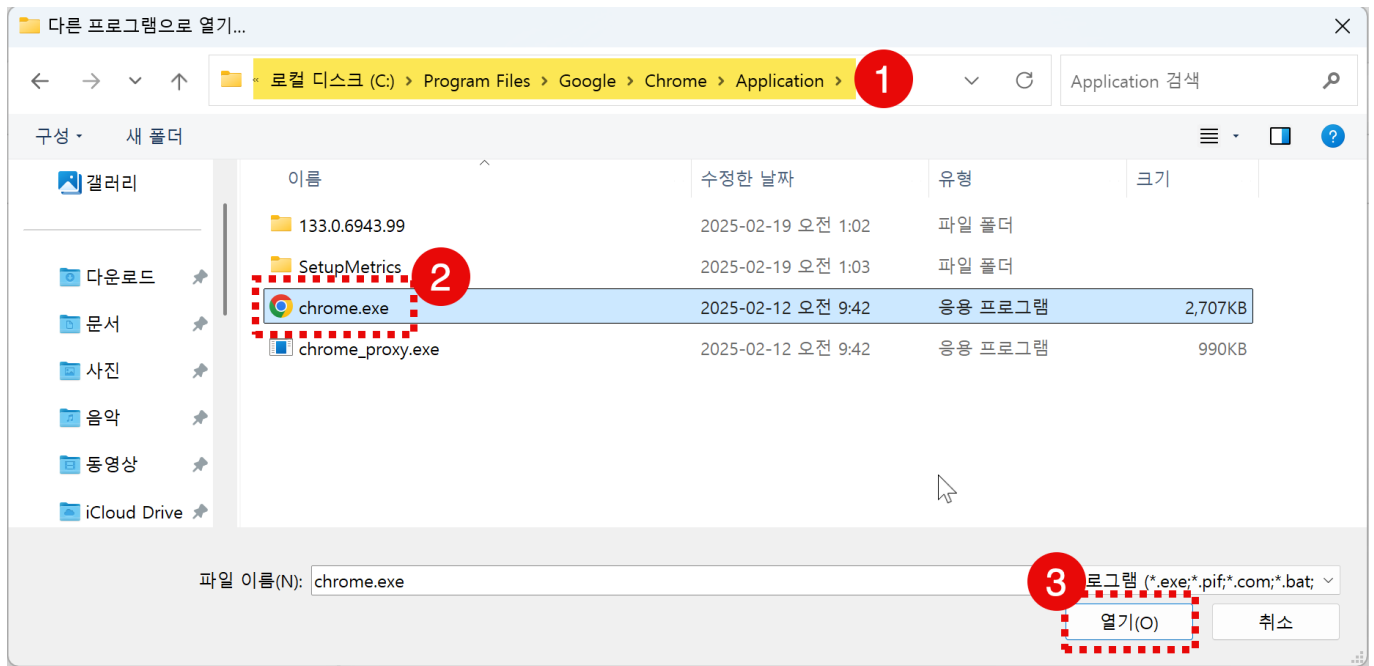 다른 프로그램으로 열기...
« 로컬 디스크 (C:) › Program Files › Google › Chrome › Application › 1 Application 검색
구성 새 폴더 ?
갤러리
다운로드
문서
사진
음악
동영상
iCloud Drive
이름 수정한 날짜 유형 크기
133.0.6943.99 2025-02-19 오전 1:02 파일 폴더
SetupMetrics 2025-02-19 오전 1:03 파일 폴더
2
chrome.exe 2025-02-12 오전 9:42 응용 프로그램 2,707KB
chrome_proxy.exe 2025-02-12 오전 9:42 응용 프로그램 990KB
파일 이름(N): chrome.exe 3 로그램 (*.exe;*.pif;*.com;*.bat;
열기(O) 취소